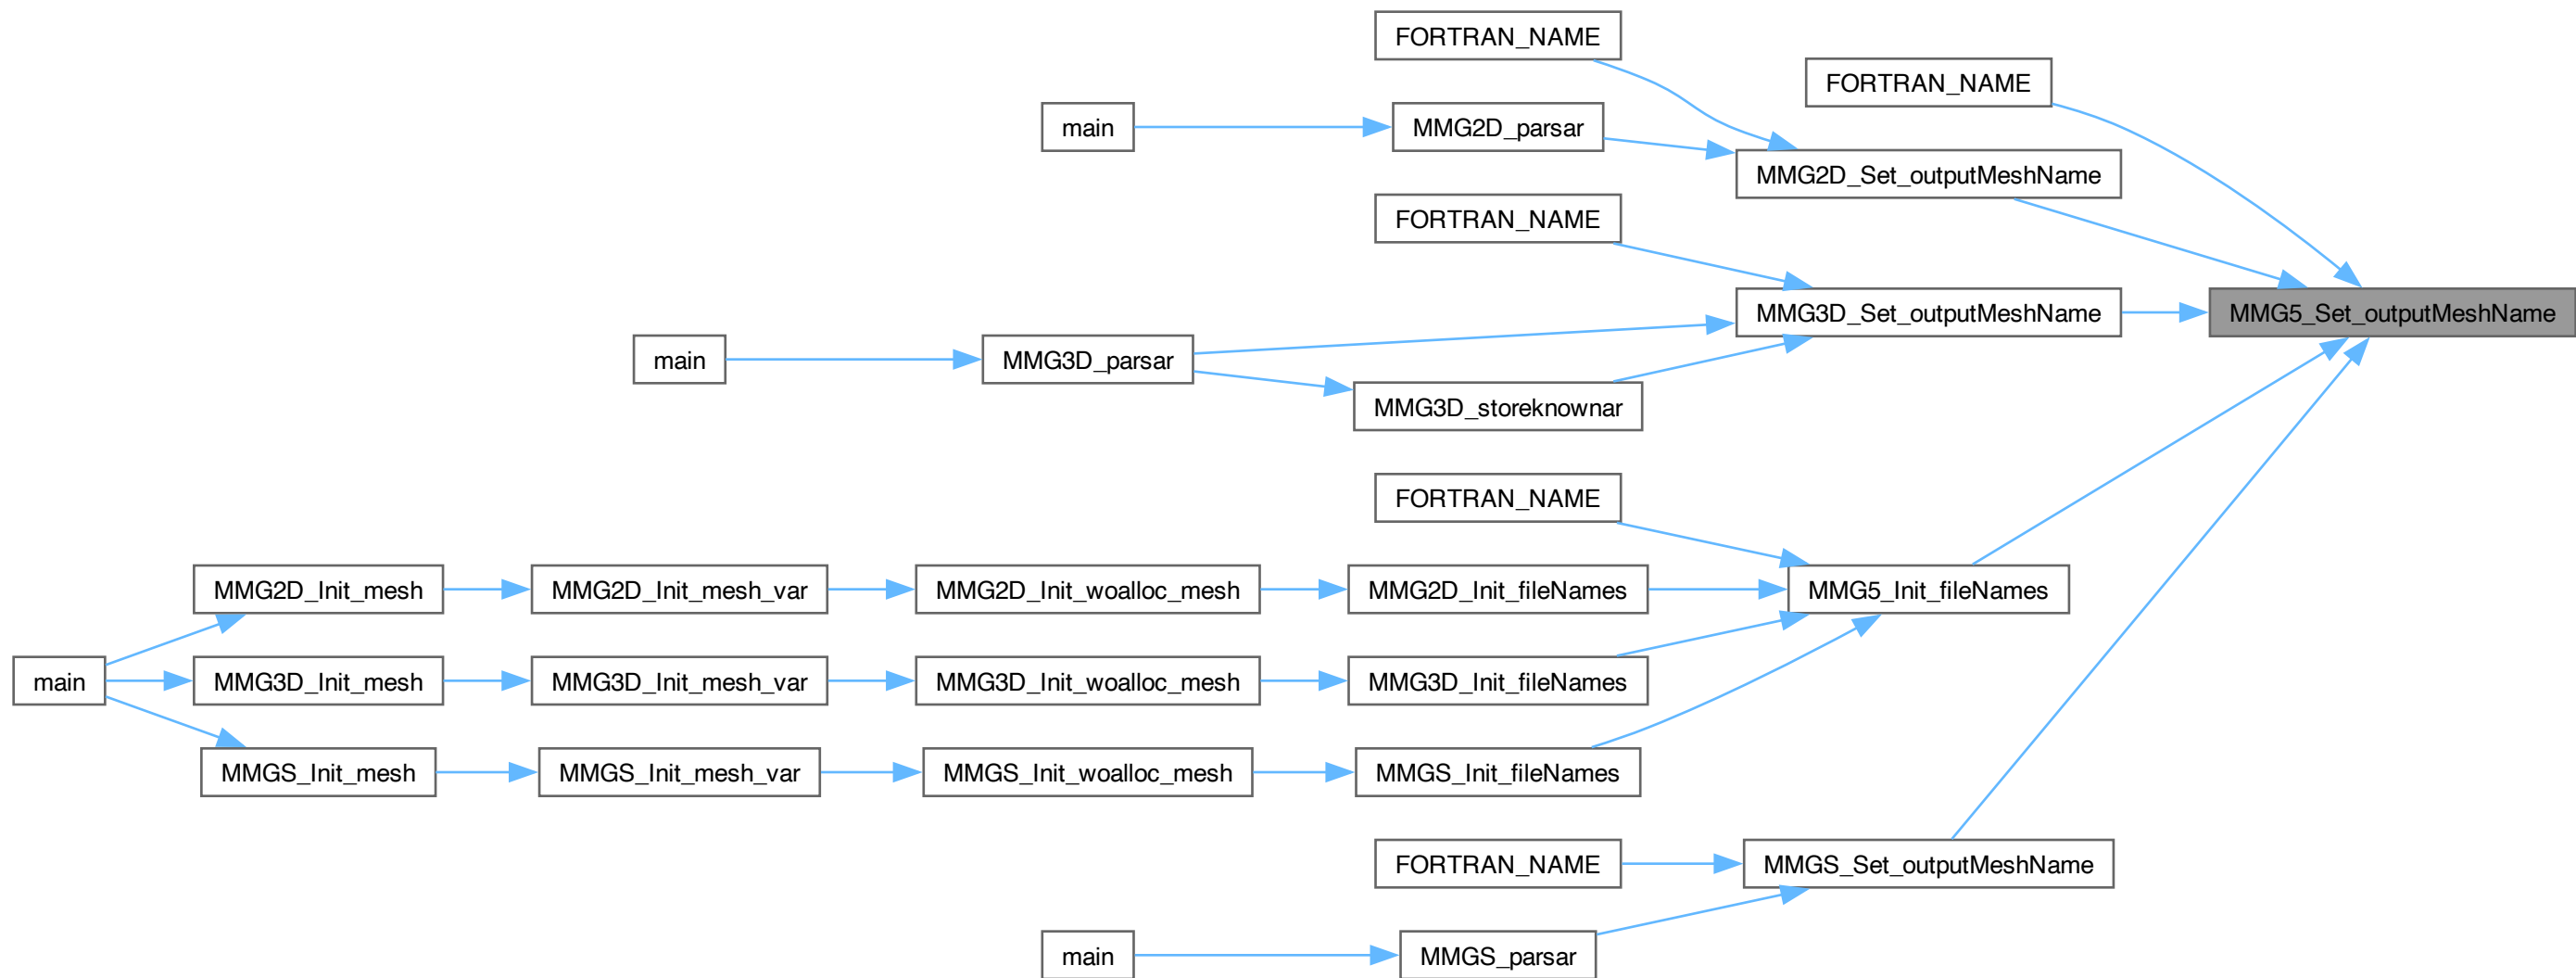 FORTRAN_NAME
FORTRAN_NAME
main
MMG2D_parsar
MMG2D_Set_outputMeshName
FORTRAN_NAME
MMG3D_Set_outputMeshName
MMG5_Set_outputMeshName
main
MMG3D_parsar
MMG3D_storeknownar
FORTRAN_NAME
MMG2D_Init_mesh
MMG2D_Init_mesh_var
MMG2D_Init_woalloc_mesh
MMG2D_Init_fileNames
MMG5_Init_fileNames
main
MMG3D_Init_mesh
MMG3D_Init_mesh_var
MMG3D_Init_woalloc_mesh
MMG3D_Init_fileNames
MMGS_Init_mesh
MMGS_Init_mesh_var
MMGS_Init_woalloc_mesh
MMGS_Init_fileNames
FORTRAN_NAME
MMGS_Set_outputMeshName
main
MMGS_parsar